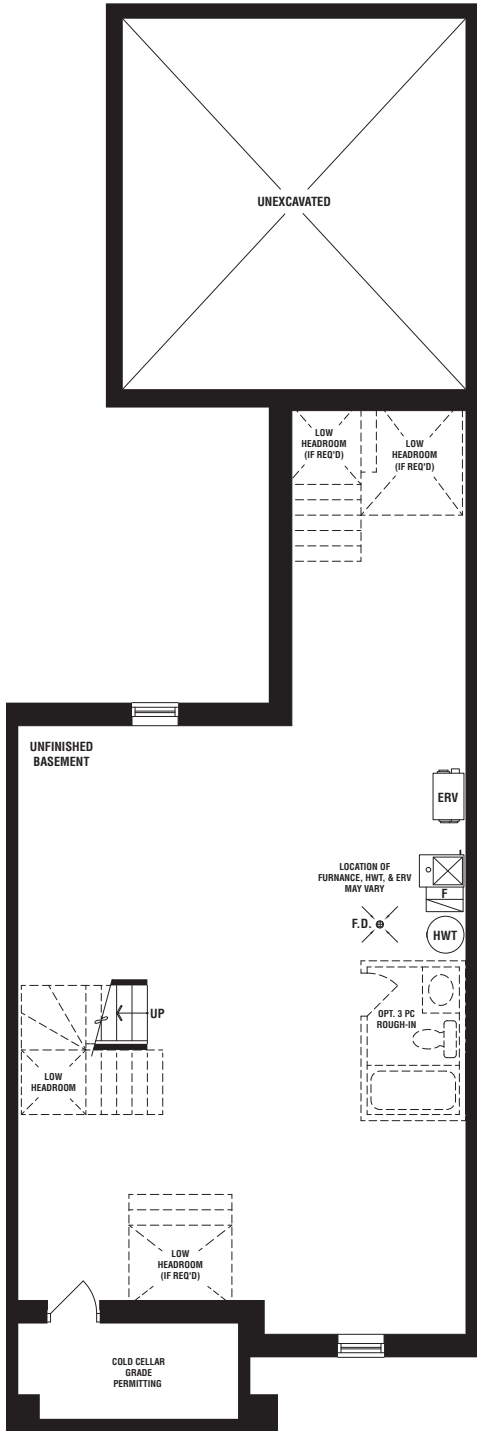 UNEXCAVATED
LOW
HEADROOM
(IF REQ'D)
LOW
HEADROOM
(IF REQ'D)
UNFINISHED
BASEMENT
ERV
LOCATION OF
FURNANCE, HWT, & ERV
MAY VARY
F
F.D.
HWT
UP
OPT. 3 PC
ROUGH-IN
LOW
HEADROOM
LOW
HEADROOM
(IF REQ'D)
COLD CELLAR
GRADE
PERMITTING